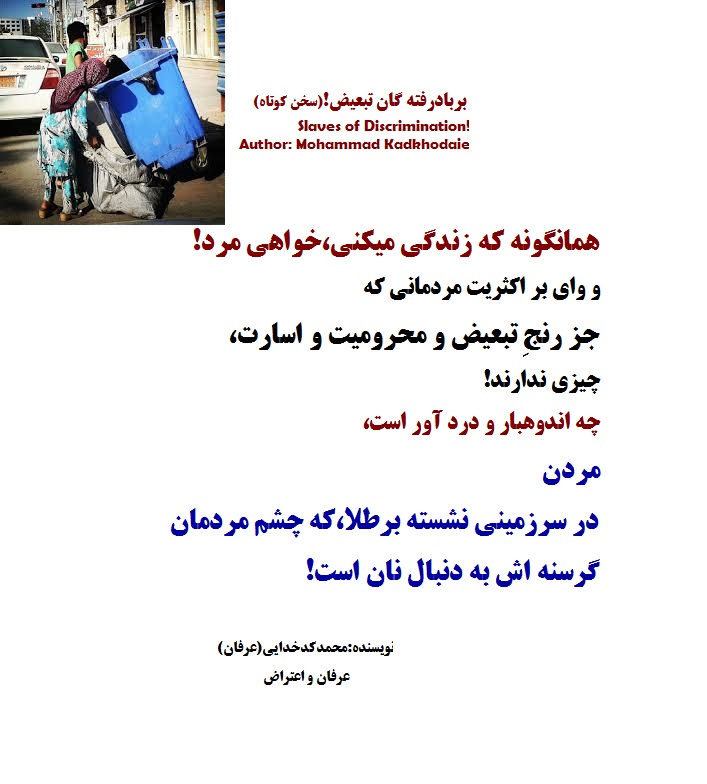 بربادرفته گان تبعیض!(سخن کوتاه)
Slaves of Discrimination!
Author: Mohammad Kadkhodaie
همانگونه که زندگی میکنی،خواهی مرد!
و وای بر اکثریت مردمانی که
جز رنجِ تبعیض و محرومیت و اسارت،
چیزی ندارند!
چه اندوهبار و درد آور است،
مردن
در سرزمینی نشسته برطلا،که چشم مردمان
گرسنه اش به دنبال نان است!
نویسنده:محمدکدخدایی(عرفان)
عرفان و اعتراض